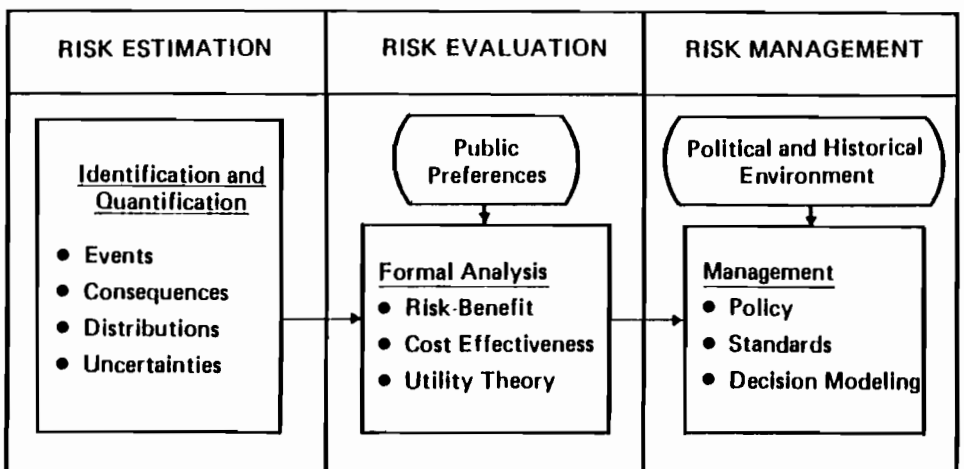 RISK ESTIMATION
RISK EVALUATION
RISK MANAGEMENT
Identification and
Quantification
● Events
● Consequences
● Distributions
● Uncertainties
Public
Preferences
Formal Analysis
● Risk-Benefit
● Cost Effectiveness
● Utility Theory
Political and Historical
Environment
Management
● Policy
● Standards
● Decision Modeling